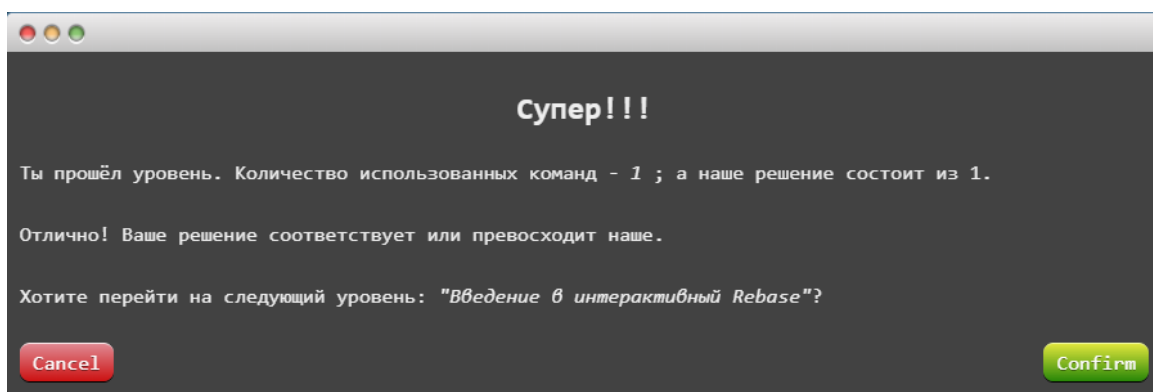 Супер!!!
Ты прошёл уровень. Количество использованных команд - 1 ; а наше решение состоит из 1.
Отлично! Ваше решение соответствует или превосходит наше.
Хотите перейти на следующий уровень: "Введение в интерактивный Rebase"?
Cancel
Confirm